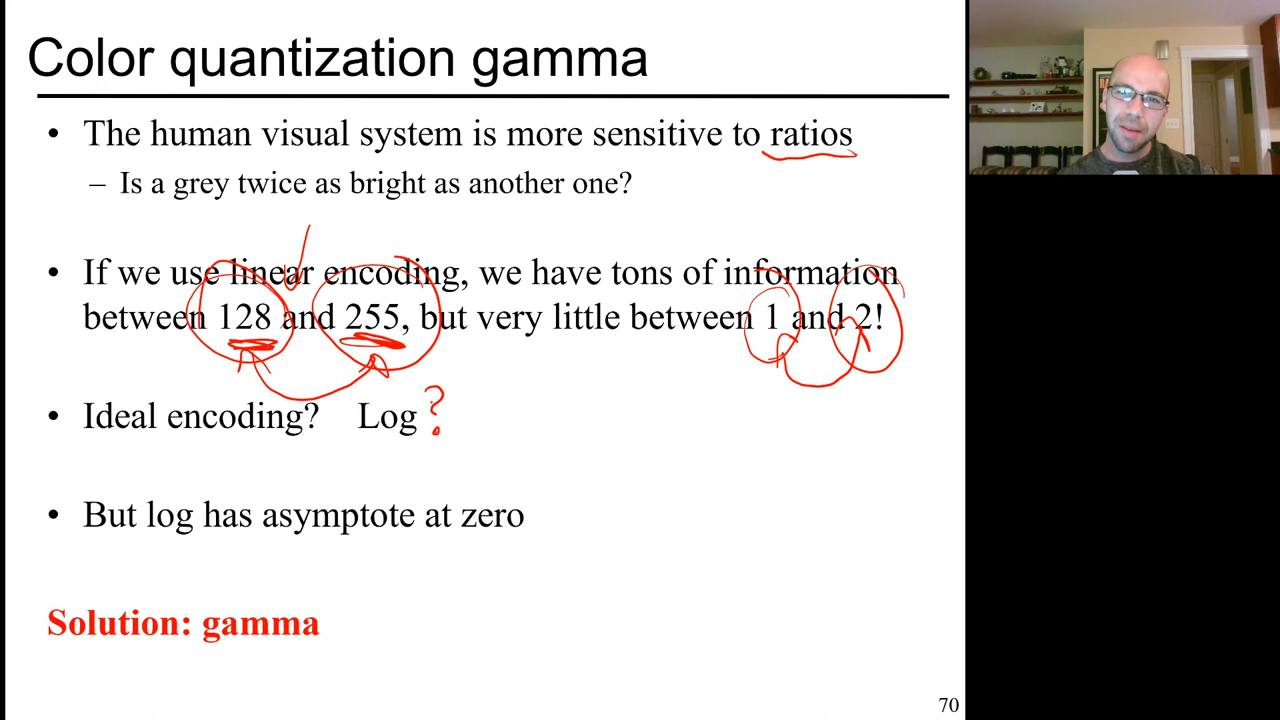 Color quantization gamma
• The human visual system is more sensitive to ratios
– Is a grey twice as bright as another one?
• If we use linear encoding, we have tons of information
between 128 and 255, but very little between 1 and 2!
• Ideal encoding? Log ?
• But log has asymptote at zero
Solution: gamma
70